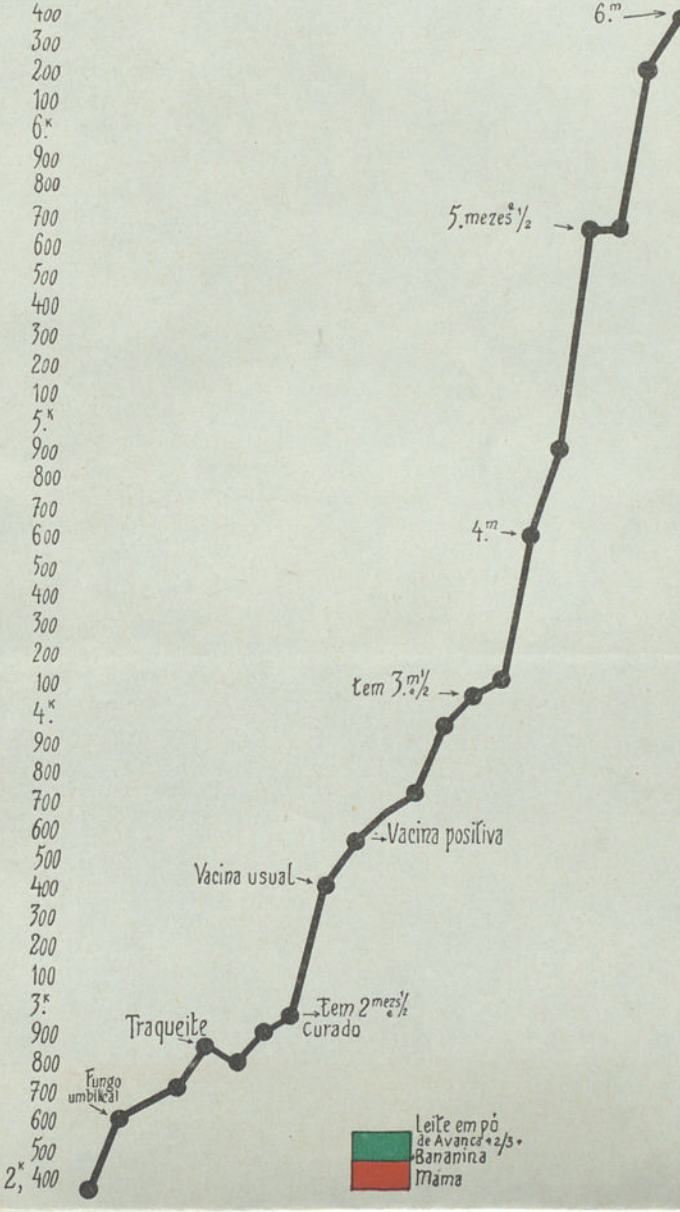 400
6.m
300
200
100
6.K
900
800
700
5.mezes e 1/2
600
500
400
300
200
100
5.K
900
800
700
600
4.m
500
400
300
200
100
tem 3.m e 1/2
4.K
900
800
700
600
Vacina positiva
500
Vacina usual
400
300
200
100
3.K
tem 2 mezs e 1/2
Curado
900
Traqueite
800
700
Fungo
umbilical
600
500
2,K 400
Leite em pó
de Avanca + 2/3 +
Bananina
Máma